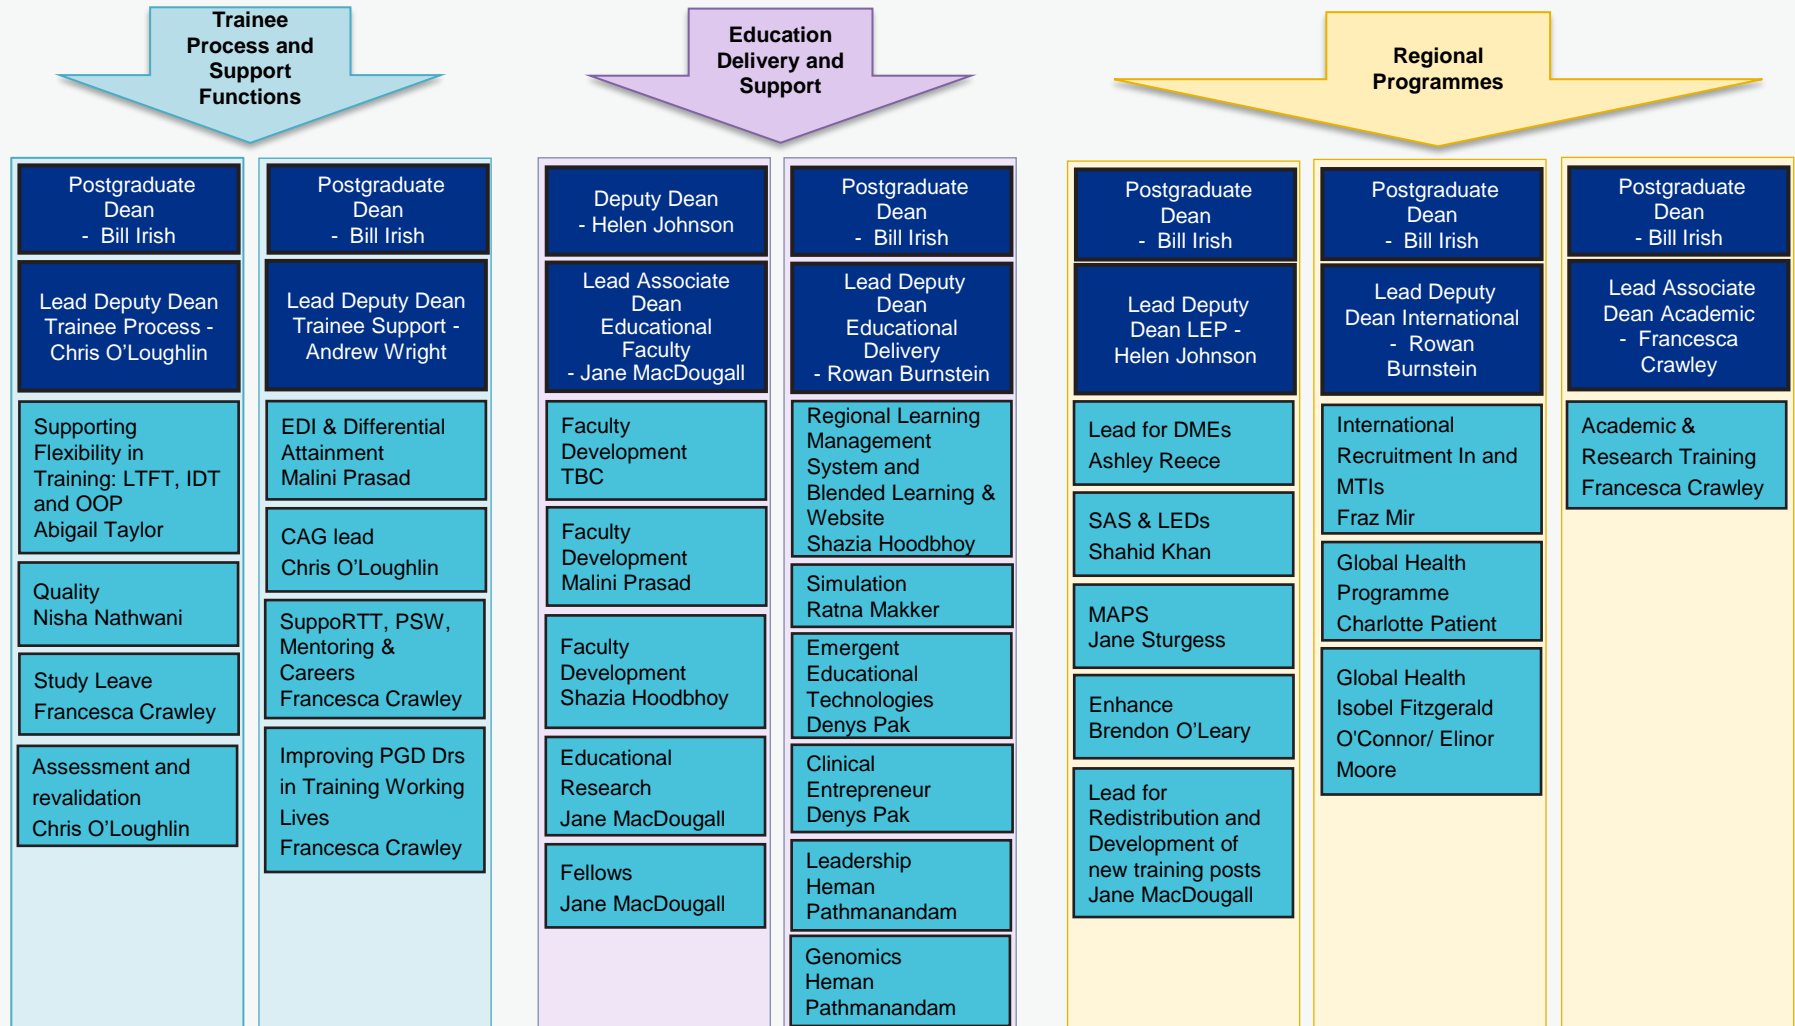 Trainee
Process and
Support
Functions
Education
Delivery and
Support
Regional
Programmes
Postgraduate
Dean
- Bill Irish
Lead Deputy Dean
Trainee Process -
Chris O’Loughlin
Supporting
Flexibility in
Training: LTFT, IDT
and OOP
Abigail Taylor
Quality
Nisha Nathwani
Study Leave
Francesca Crawley
Assessment and
revalidation
Chris O’Loughlin
Postgraduate
Dean
- Bill Irish
Lead Deputy Dean
Trainee Support -
Andrew Wright
EDI & Differential
Attainment
Malini Prasad
CAG lead
Chris O’Loughlin
SuppoRTT, PSW,
Mentoring &
Careers
Francesca Crawley
Improving PGD Drs
in Training Working
Lives
Francesca Crawley
Deputy Dean
- Helen Johnson
Lead Associate
Dean
Educational
Faculty
- Jane MacDougall
Faculty
Development
TBC
Faculty
Development
Malini Prasad
Faculty
Development
Shazia Hoodbhoy
Educational
Research
Jane MacDougall
Fellows
Jane MacDougall
Postgraduate
Dean
- Bill Irish
Lead Deputy
Dean
Educational
Delivery
- Rowan Burnstein
Regional Learning
Management
System and
Blended Learning &
Website
Shazia Hoodbhoy
Simulation
Ratna Makker
Emergent
Educational
Technologies
Denys Pak
Clinical
Entrepreneur
Denys Pak
Leadership
Heman
Pathmanandam
Genomics
Heman
Pathmanandam
Postgraduate
Dean
- Bill Irish
Lead Deputy
Dean LEP -
Helen Johnson
Lead for DMEs
Ashley Reece
SAS & LEDs
Shahid Khan
MAPS
Jane Sturgess
Enhance
Brendon O’Leary
Lead for
Redistribution and
Development of
new training posts
Jane MacDougall
Postgraduate
Dean
- Bill Irish
Lead Deputy
Dean International
- Rowan
Burnstein
International
Recruitment In and
MTIs
Fraz Mir
Global Health
Programme
Charlotte Patient
Global Health
Isobel Fitzgerald
O'Connor/ Elinor
Moore
Postgraduate
Dean
- Bill Irish
Lead Associate
Dean Academic
- Francesca
Crawley
Academic &
Research Training
Francesca Crawley